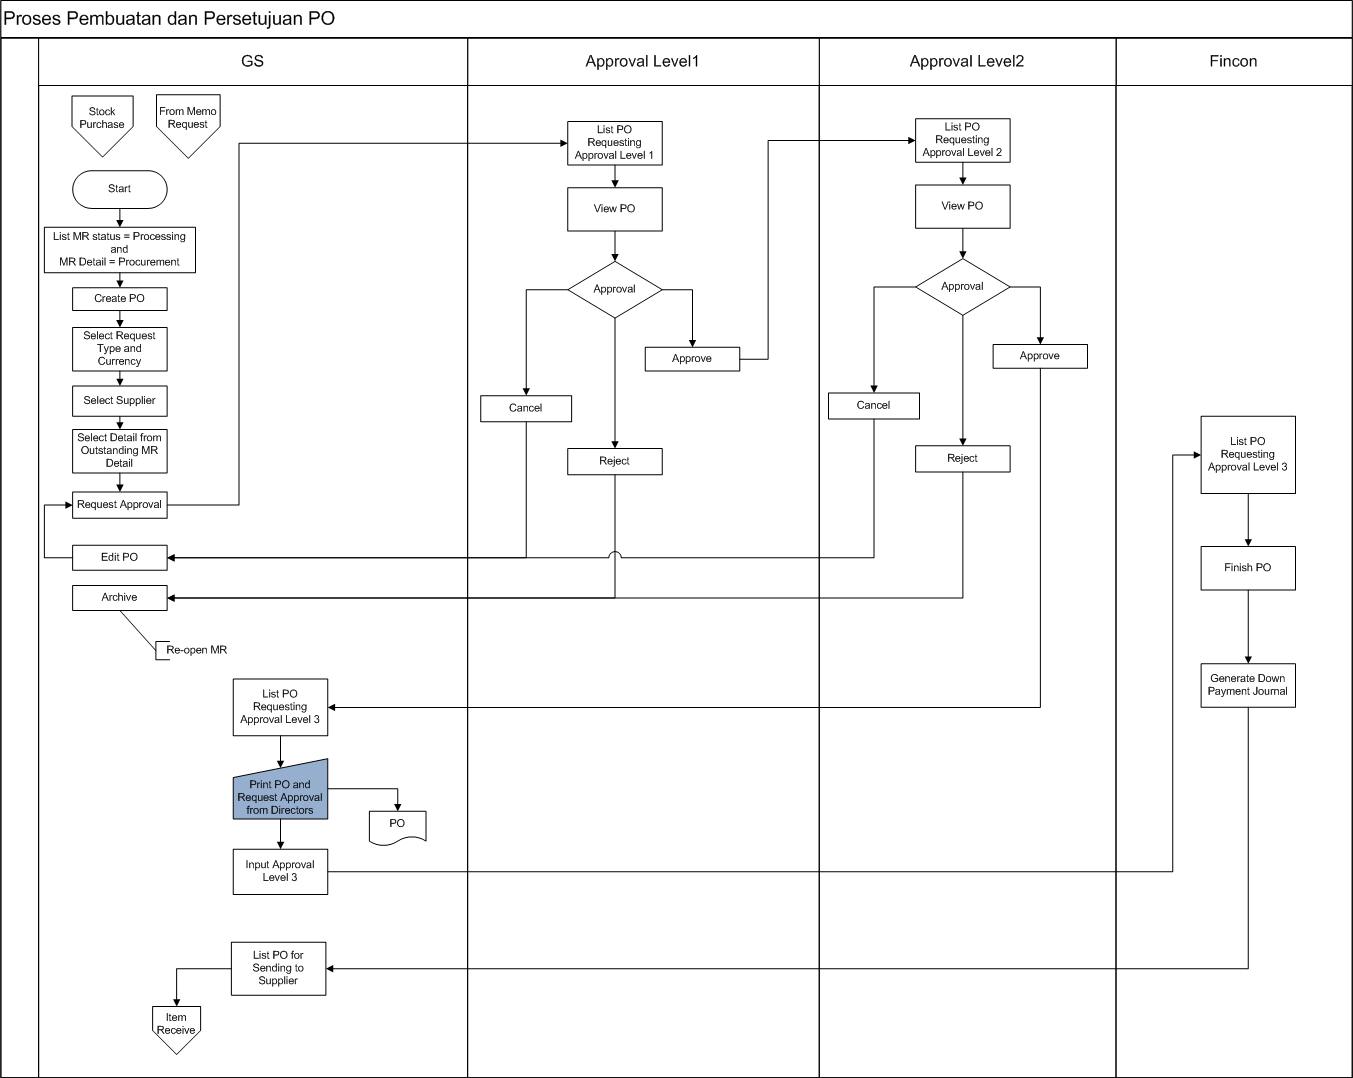 Proses Pembuatan dan Persetujuan PO
GS
Approval Level1
Approval Level2
Fincon
Stock
Purchase
From Memo
Request
Start
List MR status = Processing
and
MR Detail = Procurement
Create PO
Select Request
Type and
Currency
Select Supplier
Select Detail from
Outstanding MR
Detail
Request Approval
Edit PO
Archive
Re-open MR
List PO
Requesting
Approval Level 3
Print PO and
Request Approval
from Directors
PO
Input Approval
Level 3
List PO for
Sending to
Supplier
Item
Receive
List PO
Requesting
Approval Level 1
View PO
Approval
Approve
Cancel
Reject
List PO
Requesting
Approval Level 2
View PO
Approval
Approve
Cancel
Reject
List PO
Requesting
Approval Level 3
Finish PO
Generate Down
Payment Journal